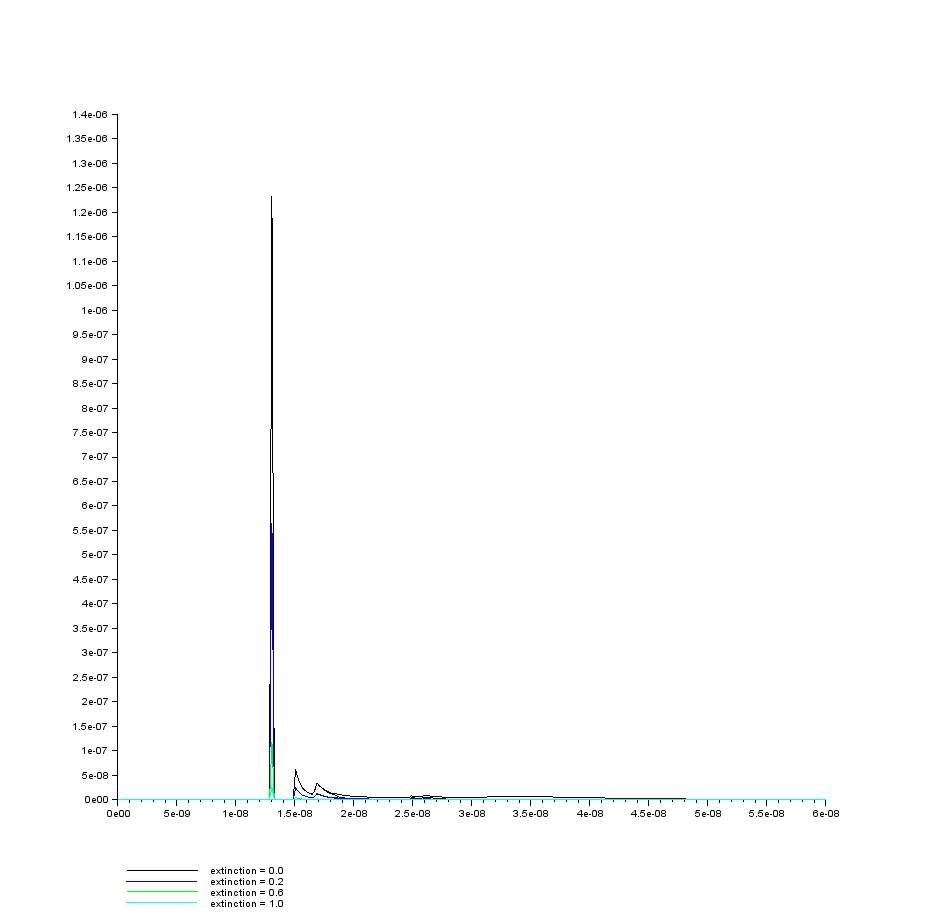 1.4e-06
1.35e-06
1.3e-06
1.25e-06
1.2e-06
1.15e-06
1.1e-06
1.05e-06
1e-06
9.5e-07
9e-07
8.5e-07
8e-07
7.5e-07
7e-07
6.5e-07
6e-07
5.5e-07
5e-07
4.5e-07
4e-07
3.5e-07
3e-07
2.5e-07
2e-07
1.5e-07
1e-07
5e-08
0e00
0e00 5e-09 1e-08 1.5e-08 2e-08 2.5e-08 3e-08 3.5e-08 4e-08 4.5e-08 5e-08 5.5e-08 6e-08
extinction = 0.0
extinction = 0.2
extinction = 0.6
extinction = 1.0